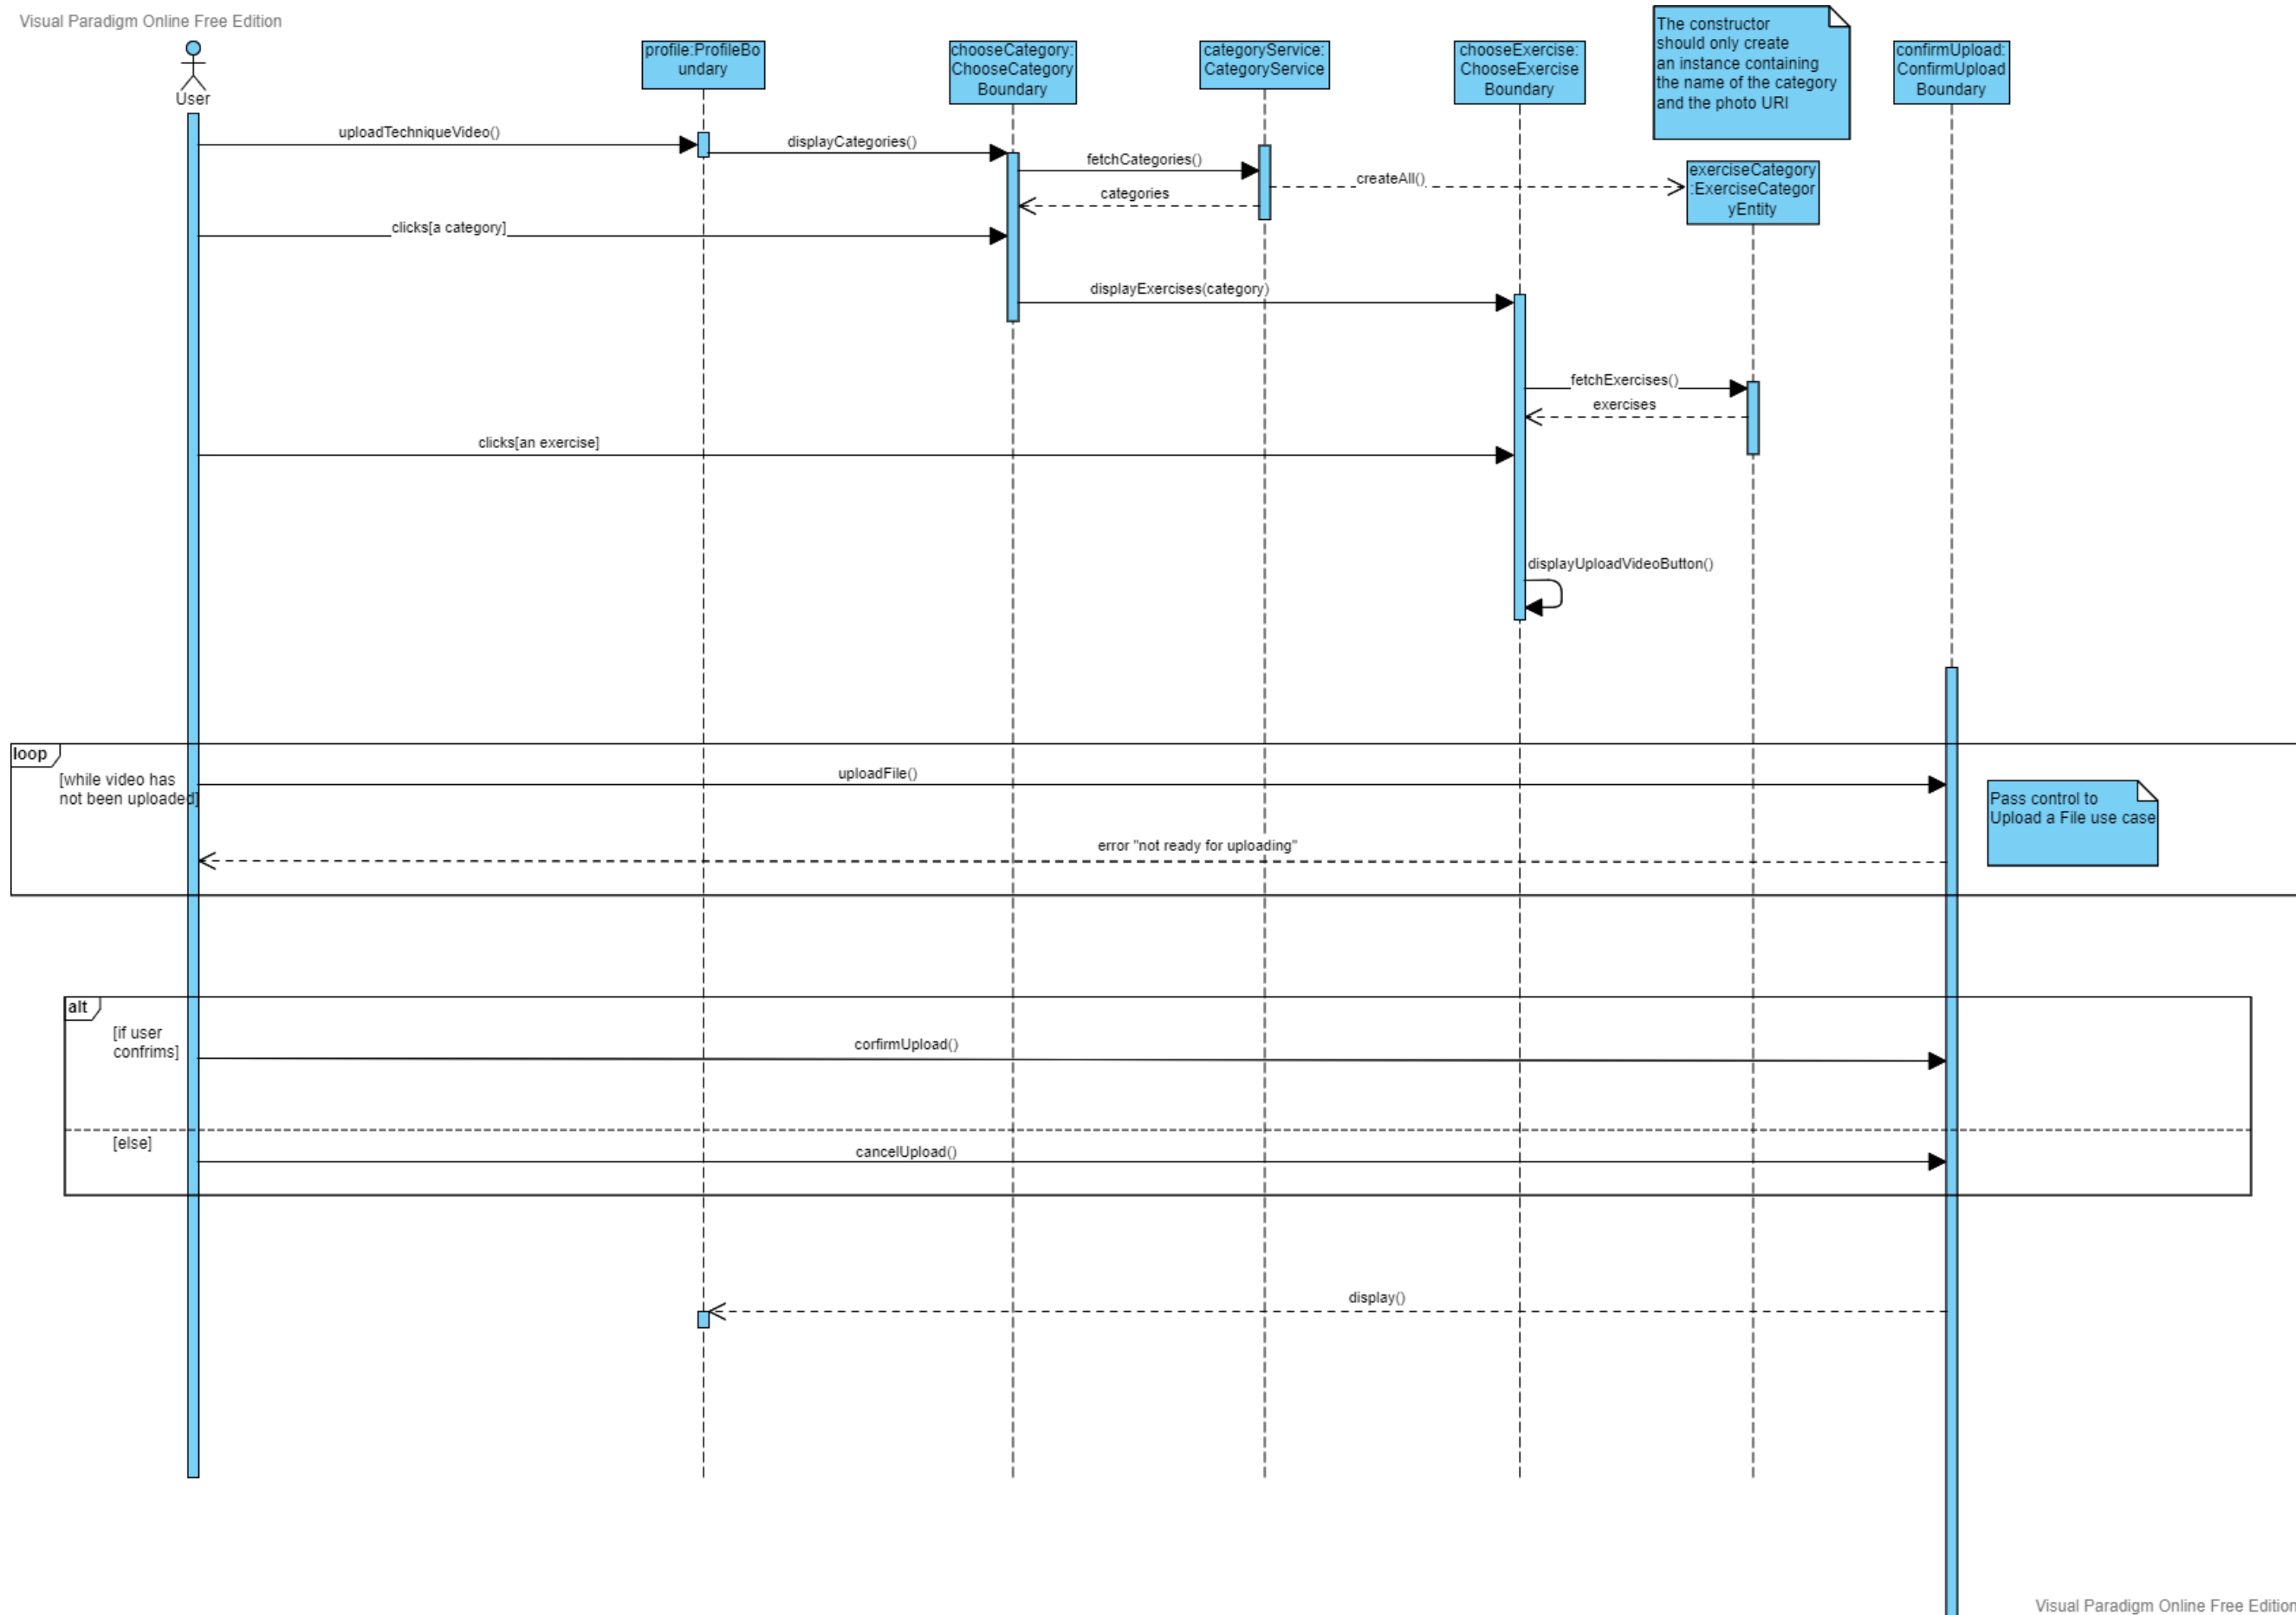 Visual Paradigm Online Free Edition
User
profile:ProfileBo
undary
chooseCategory:
ChooseCategory
Boundary
categoryService:
CategoryService
chooseExercise:
ChooseExercise
Boundary
The constructor
should only create
an instance containing
the name of the category
and the photo URI
confirmUpload:
ConfirmUpload
Boundary
uploadTechniqueVideo()
displayCategories()
fetchCategories()
createAll()
exerciseCategory
:ExerciseCategor
yEntity
categories
clicks[a category]
displayExercises(category)
fetchExercises()
exercises
clicks[an exercise]
displayUploadVideoButton()
loop
[while video has
not been uploaded]
uploadFile()
Pass control to
Upload a File use case
error "not ready for uploading"
alt
[if user
confrims]
corfirmUpload()
[else]
cancelUpload()
display()
Visual Paradigm Online Free Edition